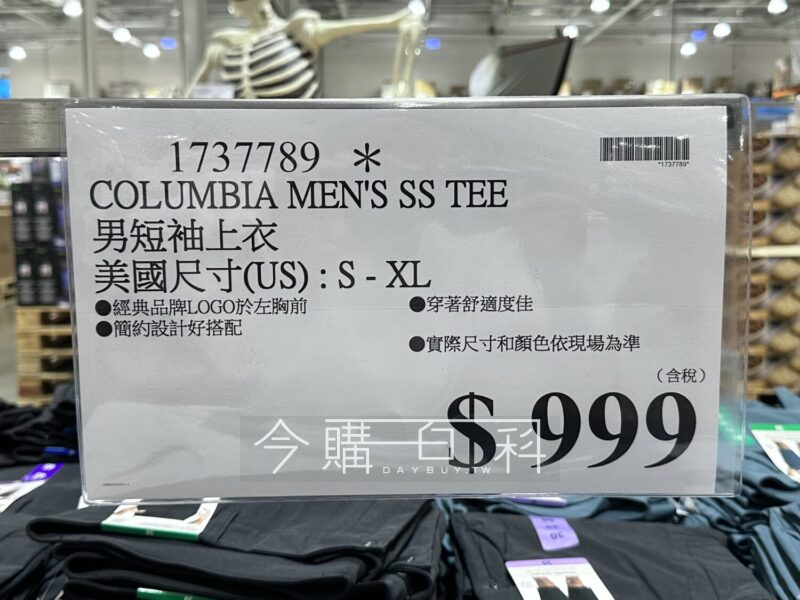 1737789 ＊
*1737789*
COLUMBIA MEN'S SS TEE
男短袖上衣
美國尺寸(US) : S - XL
●經典品牌LOGO於左胸前
●穿著舒適度佳
●簡約設計好搭配
●實際尺寸和顏色依現場為準
（含稅）
$ 999
今購百科
DAYBUY.TW
30